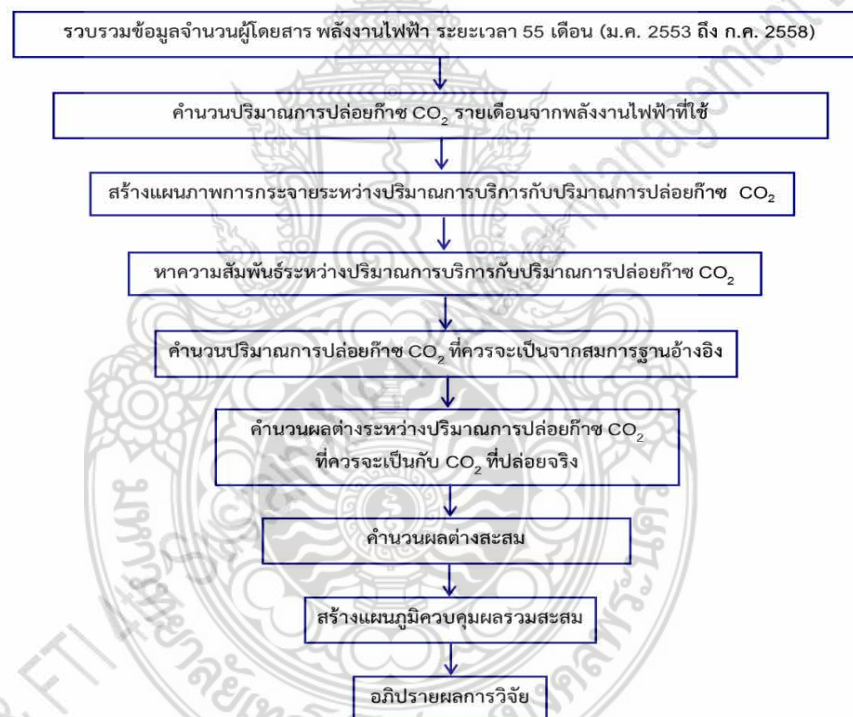 รวบรวมข้อมูลจำนวนผู้โดยสาร พลังงานไฟฟ้า ระยะเวลา 55 เดือน (ม.ค. 2553 ถึง ก.ค. 2558)
คำนวนปริมาณการปล่อยก๊าซ CO₂ รายเดือนจากพลังงานไฟฟ้าที่ใช้
สร้างแผนภาพการกระจายระหว่างปริมาณการบริการกับปริมาณการปล่อยก๊าซ CO₂
หาความสัมพันธ์ระหว่างปริมาณการบริการกับปริมาณการปล่อยก๊าซ CO₂
คำนวนปริมาณการปล่อยก๊าซ CO₂ ที่ควรจะเป็นจากสมการฐานอ้างอิง
คำนวนผลต่างระหว่างปริมาณการปล่อยก๊าซ CO₂
ที่ควรจะเป็นกับ CO₂ ที่ปล่อยจริง
คำนวนผลต่างสะสม
สร้างแผนภูมิควบคุมผลรวมสะสม
อภิปรายผลการวิจัย